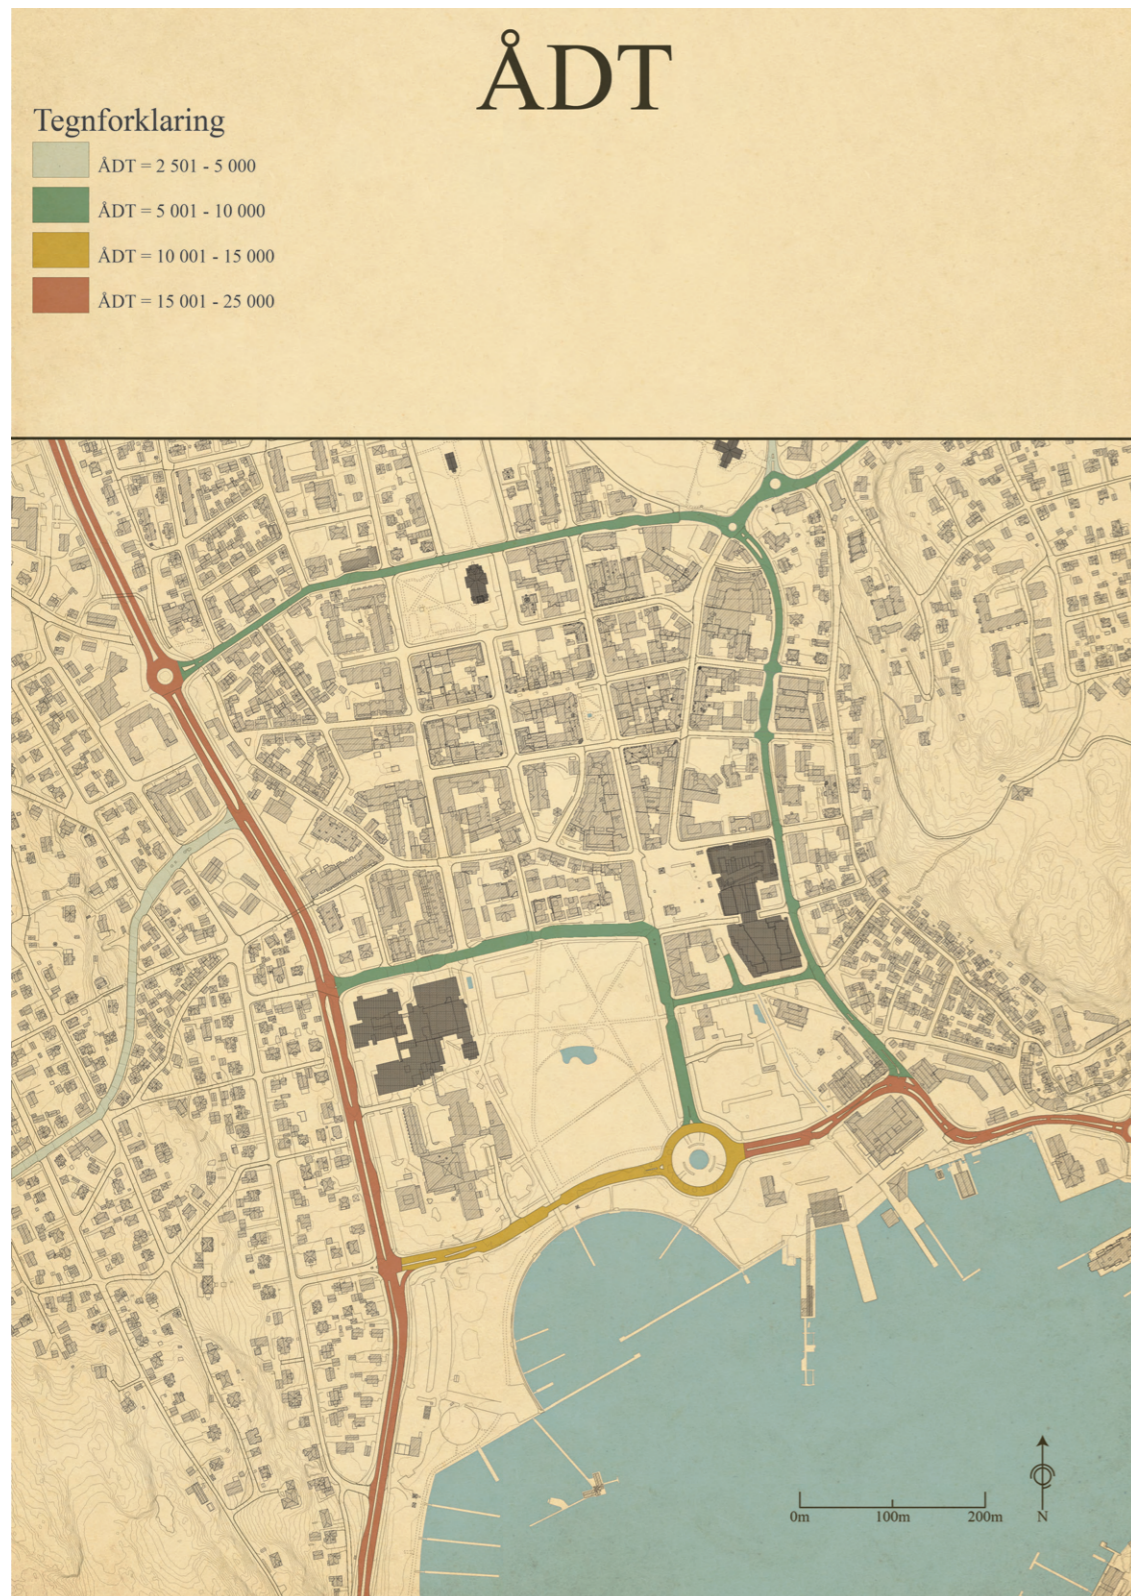 ÅDT
Tegnforklaring
ÅDT = 2 501 - 5 000
ÅDT = 5 001 - 10 000
ÅDT = 10 001 - 15 000
ÅDT = 15 001 - 25 000
0m 100m 200m N